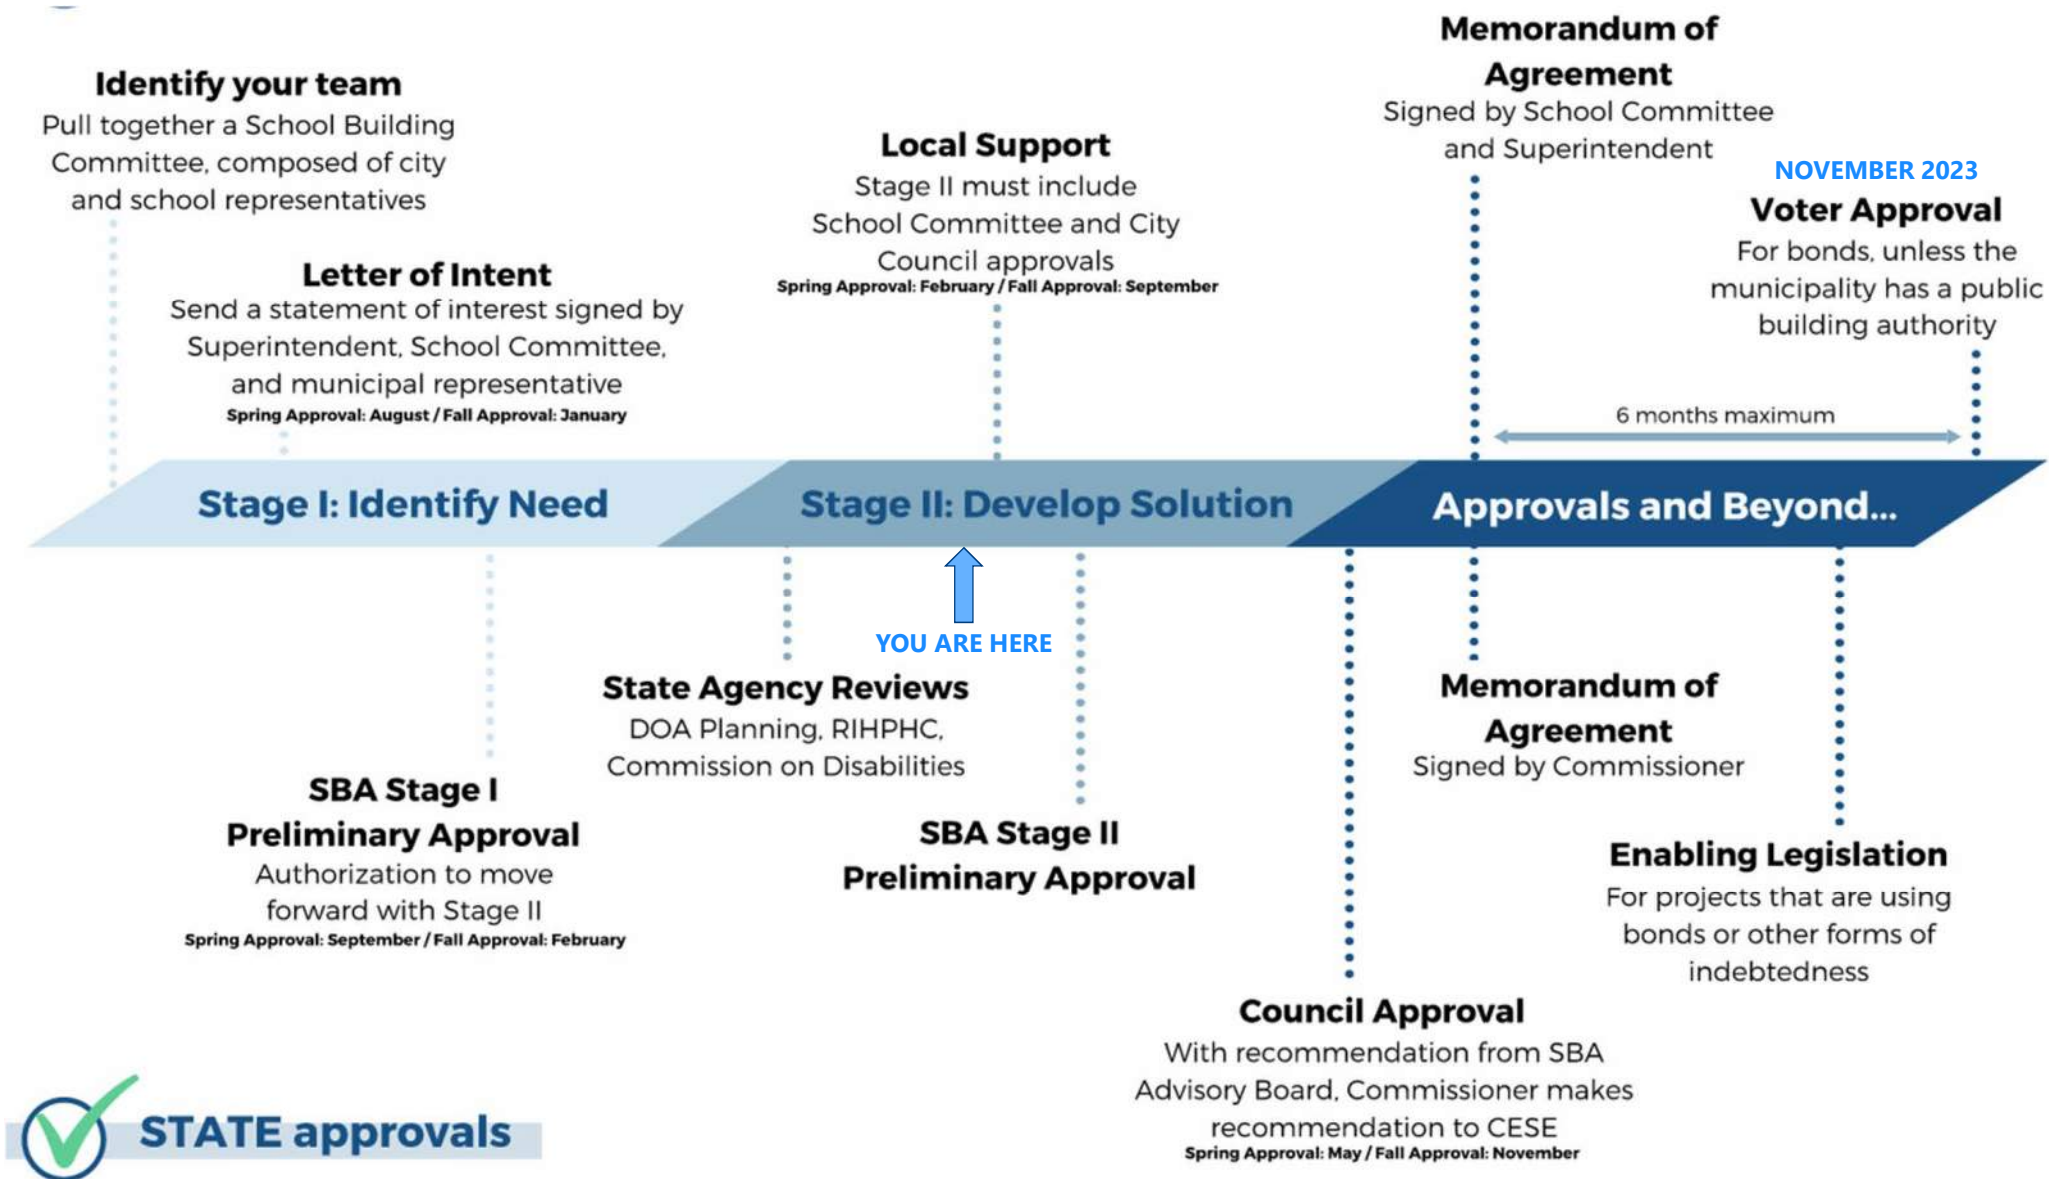 Identify your team
Pull together a School Building
Committee, composed of city
and school representatives
Letter of Intent
Send a statement of interest signed by
Superintendent, School Committee,
and municipal representative
Spring Approval: August / Fall Approval: January
Local Support
Stage II must include
School Committee and City
Council approvals
Spring Approval: February / Fall Approval: September
Memorandum of
Agreement
Signed by School Committee
and Superintendent
NOVEMBER 2023
Voter Approval
For bonds, unless the
municipality has a public
building authority
6 months maximum
Stage I: Identify Need
Stage II: Develop Solution
Approvals and Beyond...
YOU ARE HERE
SBA Stage I
Preliminary Approval
Authorization to move
forward with Stage II
Spring Approval: September / Fall Approval: February
State Agency Reviews
DOA Planning, RIHPHC,
Commission on Disabilities
SBA Stage II
Preliminary Approval
Council Approval
With recommendation from SBA
Advisory Board, Commissioner makes
recommendation to CESE
Spring Approval: May / Fall Approval: November
Memorandum of
Agreement
Signed by Commissioner
Enabling Legislation
For projects that are using
bonds or other forms of
indebtedness
STATE approvals